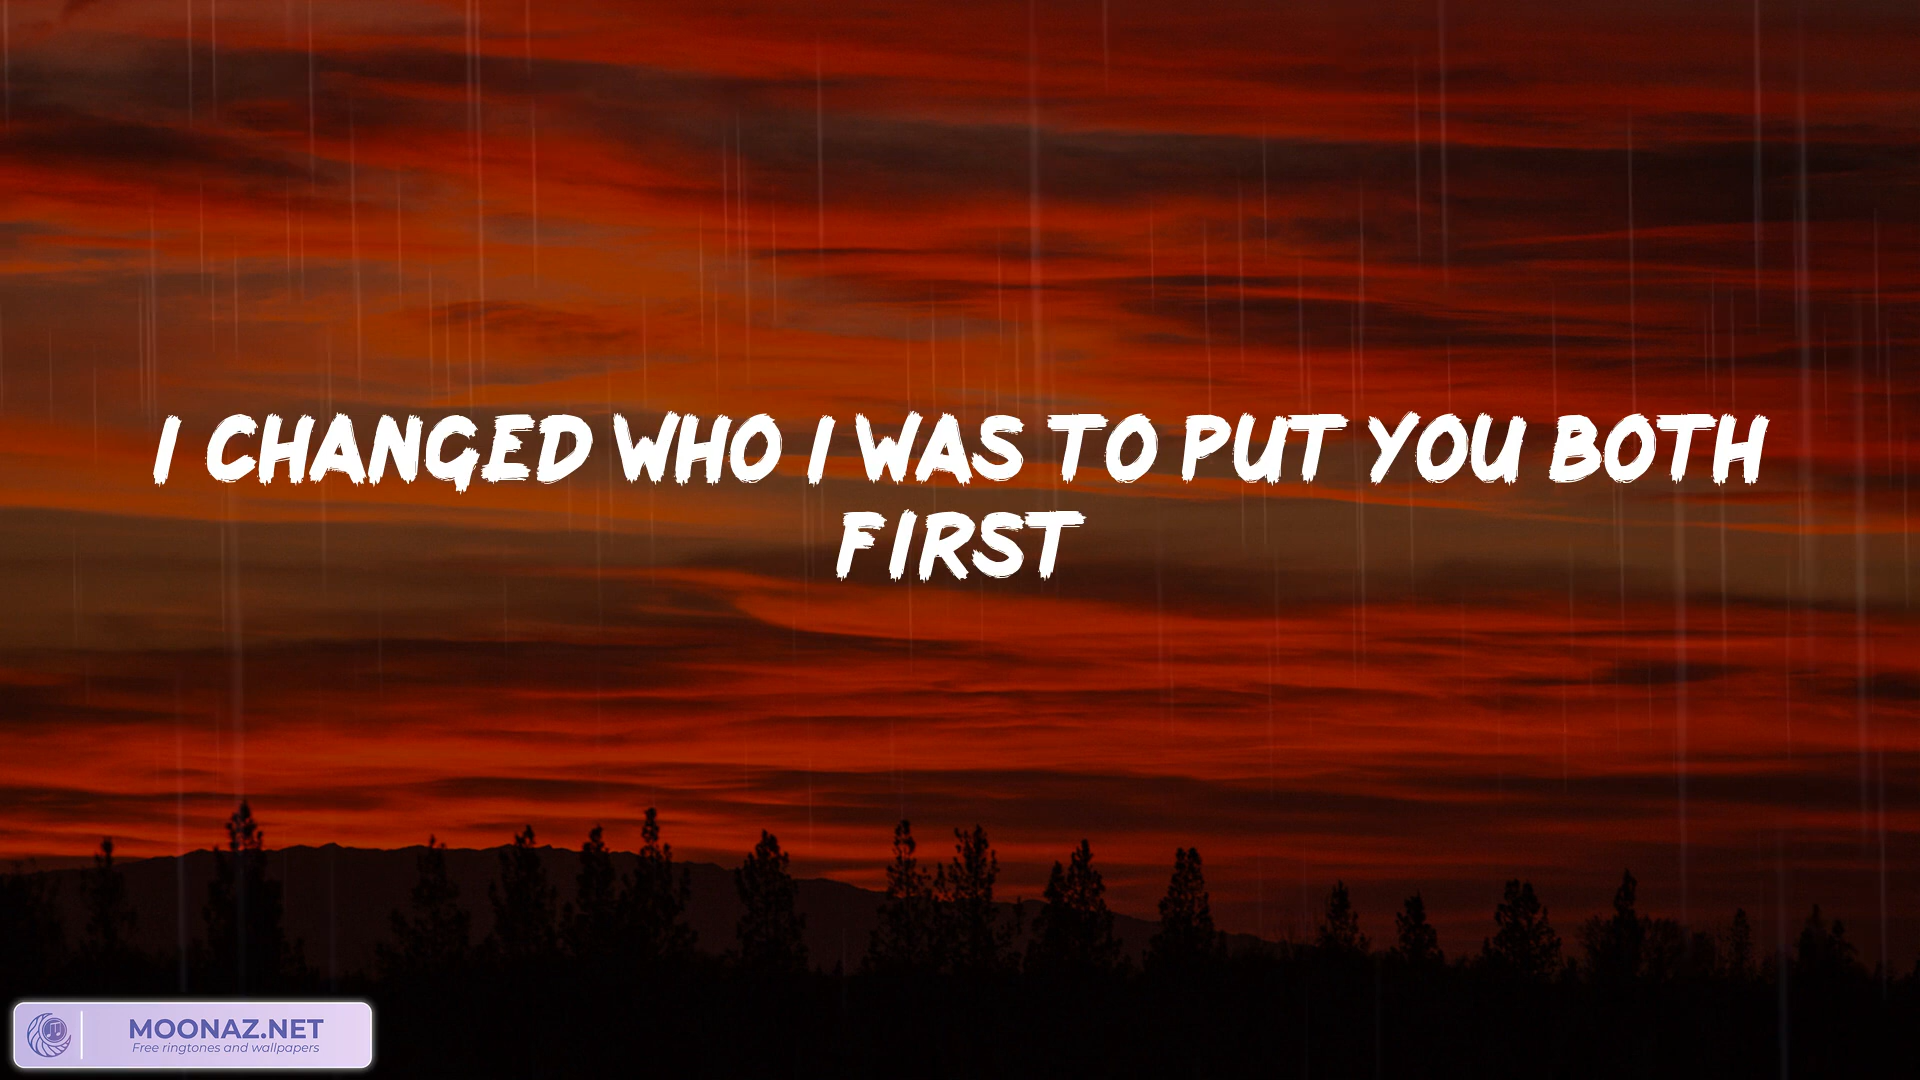 I CHANGED WHO I WAS TO PUT YOU BOTH
FIRST
MOONAZ.NET
Free ringtones and wallpapers